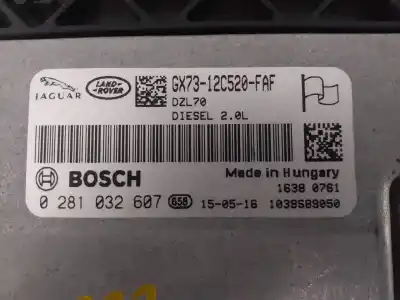 JAGUAR
LAND-
ROVER
GX73-12C520-FAF
DZL70
DIESEL 2.0L
BOSCH
Made in Hungary
1638 0761
0 281 032 607 658 15-05-16 1039S89050